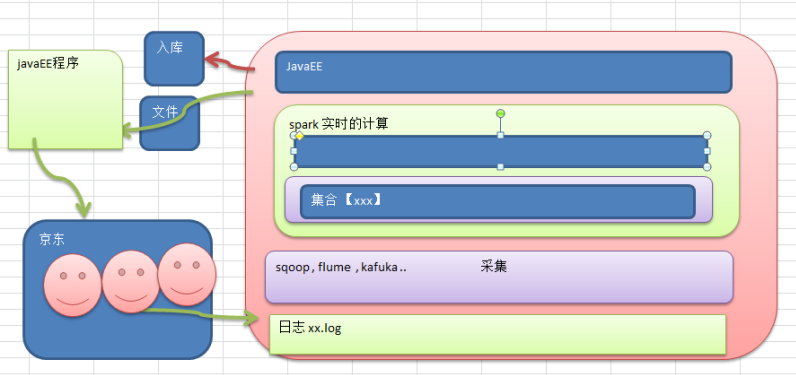 入库
javaEE程序
JavaEE
文件
spark 实时的计算
集合【xxx】
京东
sqoop , flume , kafuka . . 采集
日志 xx.log